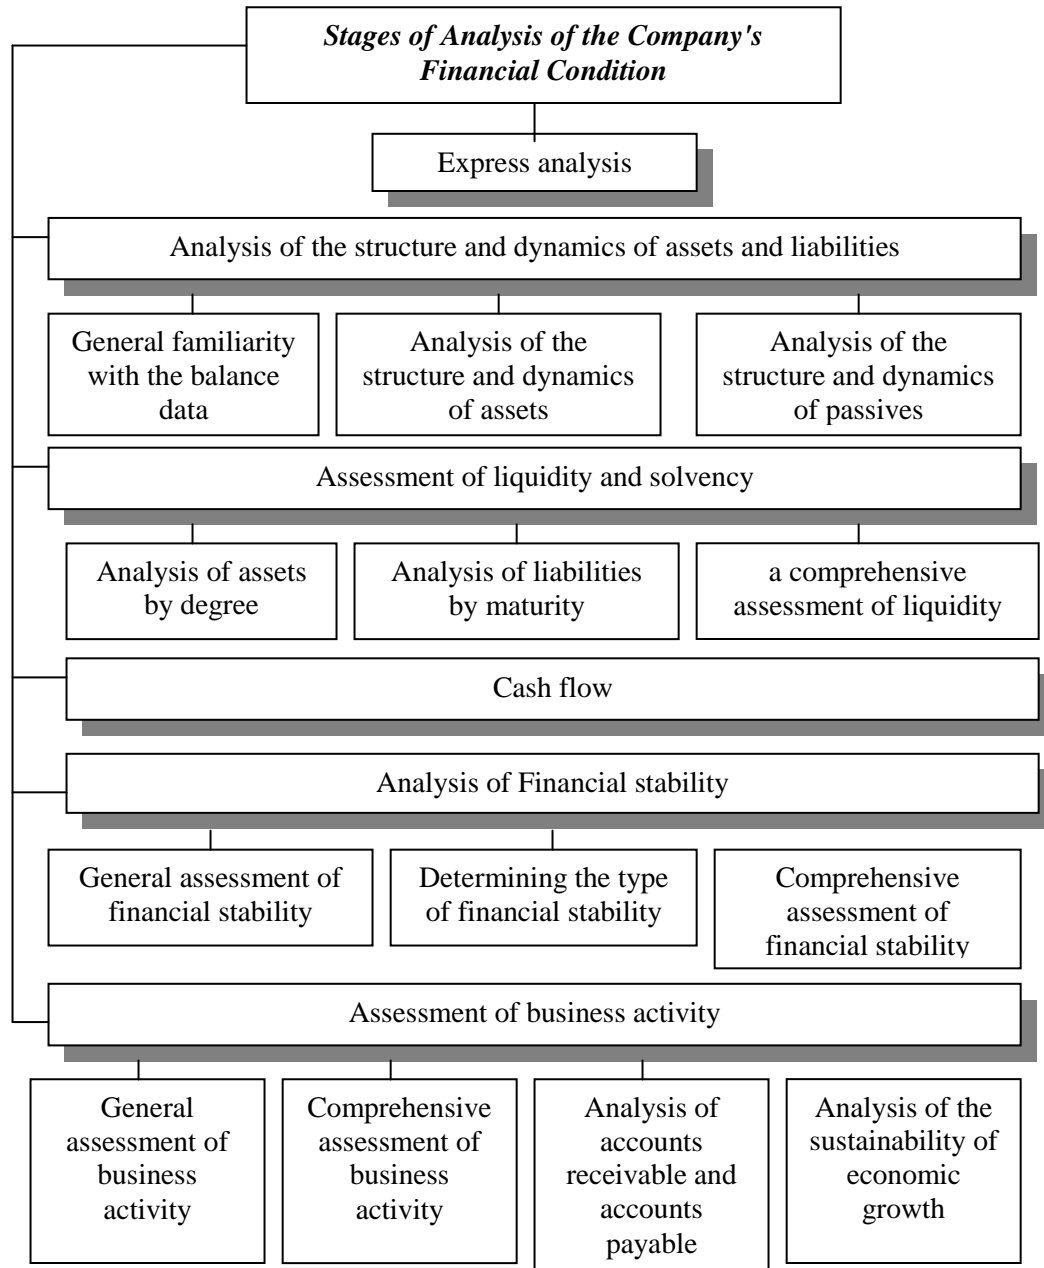 Stages of Analysis of the Company's
Financial Condition
Express analysis
Analysis of the structure and dynamics of assets and liabilities
General familiarity
with the balance
data
Analysis of the
structure and dynamics
of assets
Analysis of the
structure and dynamics
of passives
Assessment of liquidity and solvency
Analysis of assets
by degree
Analysis of liabilities
by maturity
a comprehensive
assessment of liquidity
Cash flow
Analysis of Financial stability
General assessment of
financial stability
Determining the type
of financial stability
Comprehensive
assessment of
financial stability
Assessment of business activity
General
assessment of
business
activity
Comprehensive
assessment of
business
activity
Analysis of
accounts
receivable and
accounts
payable
Analysis of the
sustainability of
economic
growth